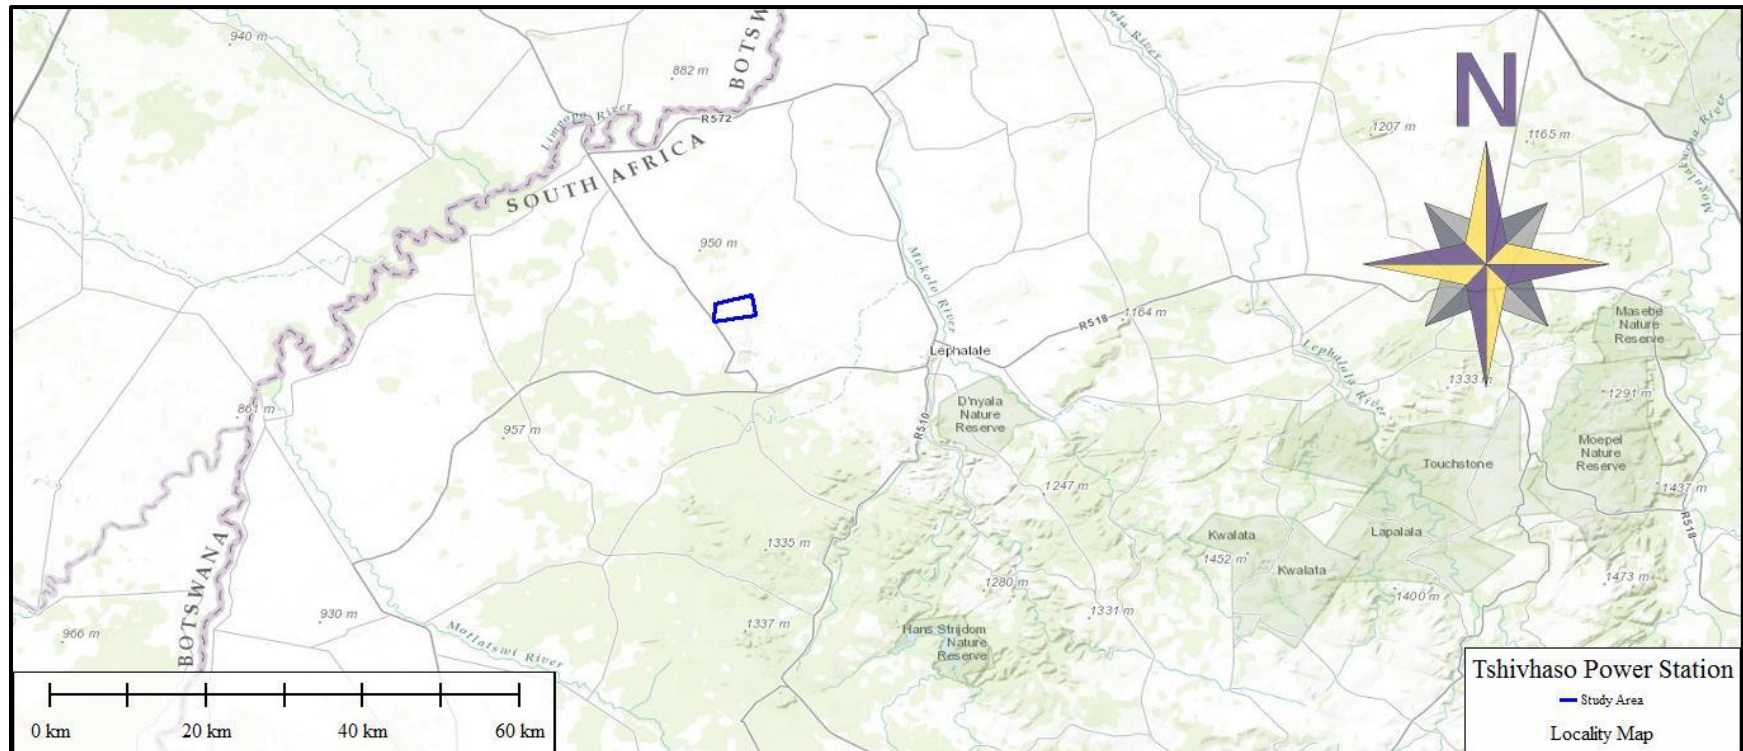 940 m
882 m
BOTSW
Limpopo River
R572
SOUTH AFRICA
N
1207 m
1165 m
Mogalakwena River
950 m
Mokolo River
R518
1164 m
Lephalale
Lephalala River
Masebe
Nature
Reserve
1333 m
1291 m
861 m
957 m
R510
D'nyala
Nature
Reserve
Touchstone
Moepel
Nature
Reserve
1247 m
1437 m
R518
BOTSWANA
1335 m
Kwalata
1452 m
Lapalala
Kwalata
1280 m
1400 m
1473 m
930 m
966 m
Motlatswi River
1337 m
1331 m
Hans Strijdom
Nature
Reserve
0 km
20 km
40 km
60 km
Tshivhaso Power Station
Study Area
Locality Map